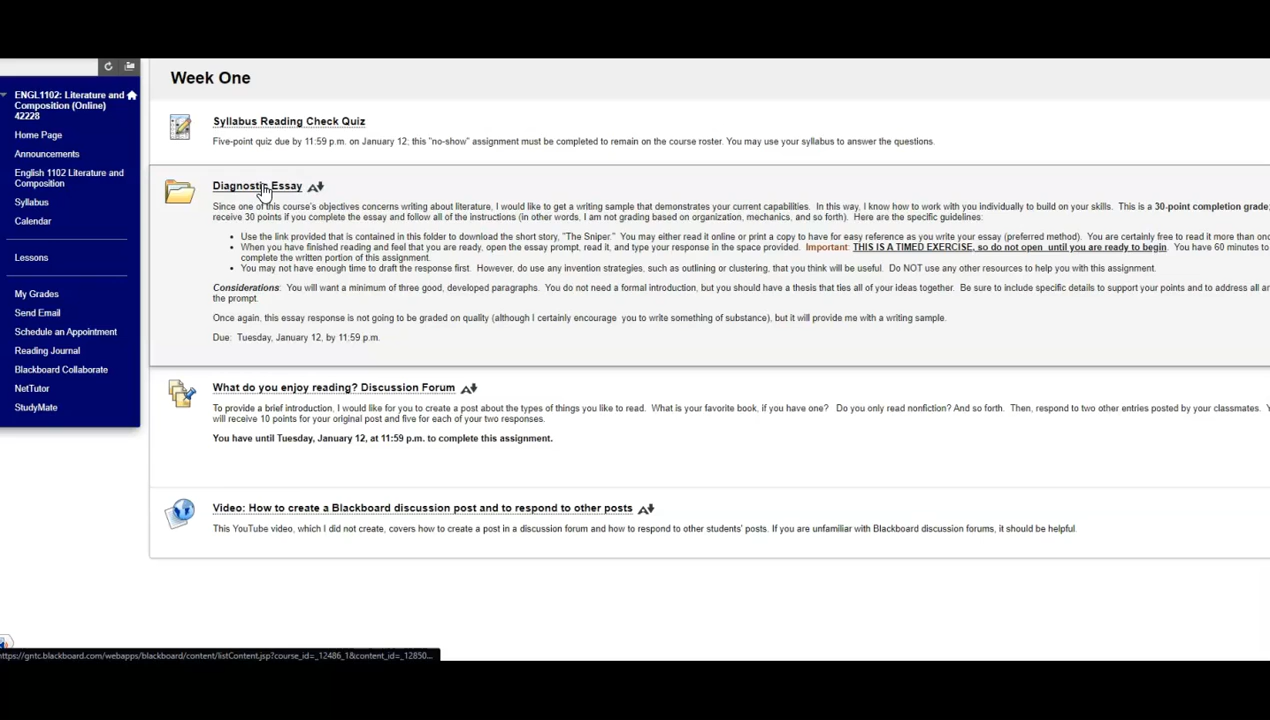 Week One
ENGL1102: Literature and
Composition (Online)
42228
Home Page
Announcements
English 1102 Literature and
Composition
Syllabus
Calendar
Lessons
My Grades
Send Email
Schedule an Appointment
Reading Journal
Blackboard Collaborate
NetTutor
StudyMate
Syllabus Reading Check Quiz
Five-point quiz due by 11:59 p.m. on January 12; this "no-show" assignment must be completed to remain on the course roster. You may use your syllabus to answer the questions.
Diagnostic Essay
Since one of this course's objectives concerns writing about literature, I would like to get a writing sample that demonstrates your current capabilities. In this way, I know how to work with you individually to build on your skills. This is a 30-point completion grade;
receive 30 points if you complete the essay and follow all of the instructions (in other words, I am not grading based on organization, mechanics, and so forth). Here are the specific guidelines:
• Use the link provided that is contained in this folder to download the short story, "The Sniper." You may either read it online or print a copy to have for easy reference as you write your essay (preferred method). You are certainly free to read it more than onc
• When you have finished reading and feel that you are ready, open the essay prompt, read it, and type your response in the space provided. Important: THIS IS A TIMED EXERCISE, so do not open until you are ready to begin. You have 60 minutes to
complete the written portion of this assignment.
• You may not have enough time to draft the response first. However, do use any invention strategies, such as outlining or clustering, that you think will be useful. Do NOT use any other resources to help you with this assignment.
Considerations: You will want a minimum of three good, developed paragraphs. You do not need a formal introduction, but you should have a thesis that ties all of your ideas together. Be sure to include specific details to support your points and to address all ar
the prompt.
Once again, this essay response is not going to be graded on quality (although I certainly encourage you to write something of substance), but it will provide me with a writing sample.
Due: Tuesday, January 12, by 11:59 p.m.
What do you enjoy reading? Discussion Forum
To provide a brief introduction, I would like for you to create a post about the types of things you like to read. What is your favorite book, if you have one? Do you only read nonfiction? And so forth. Then, respond to two other entries posted by your classmates. Y
will receive 10 points for your original post and five for each of your two responses.
You have until Tuesday, January 12, at 11:59 p.m. to complete this assignment.
Video: How to create a Blackboard discussion post and to respond to other posts
This YouTube video, which I did not create, covers how to create a post in a discussion forum and how to respond to other students' posts. If you are unfamiliar with Blackboard discussion forums, it should be helpful.
https://gntc.blackboard.com/webapps/blackboard/content/listContent.jsp?course_id=_12486_1&content_id=_12850...